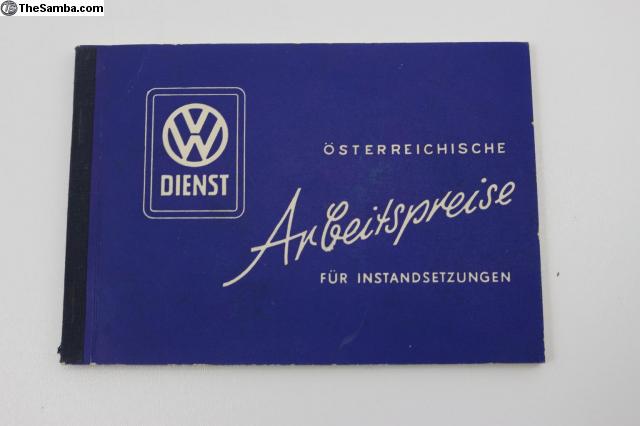 TheSamba.com
VW
DIENST
ÖSTERREICHISCHE
Arbeitspreise
FÜR INSTANDSETZUNGEN